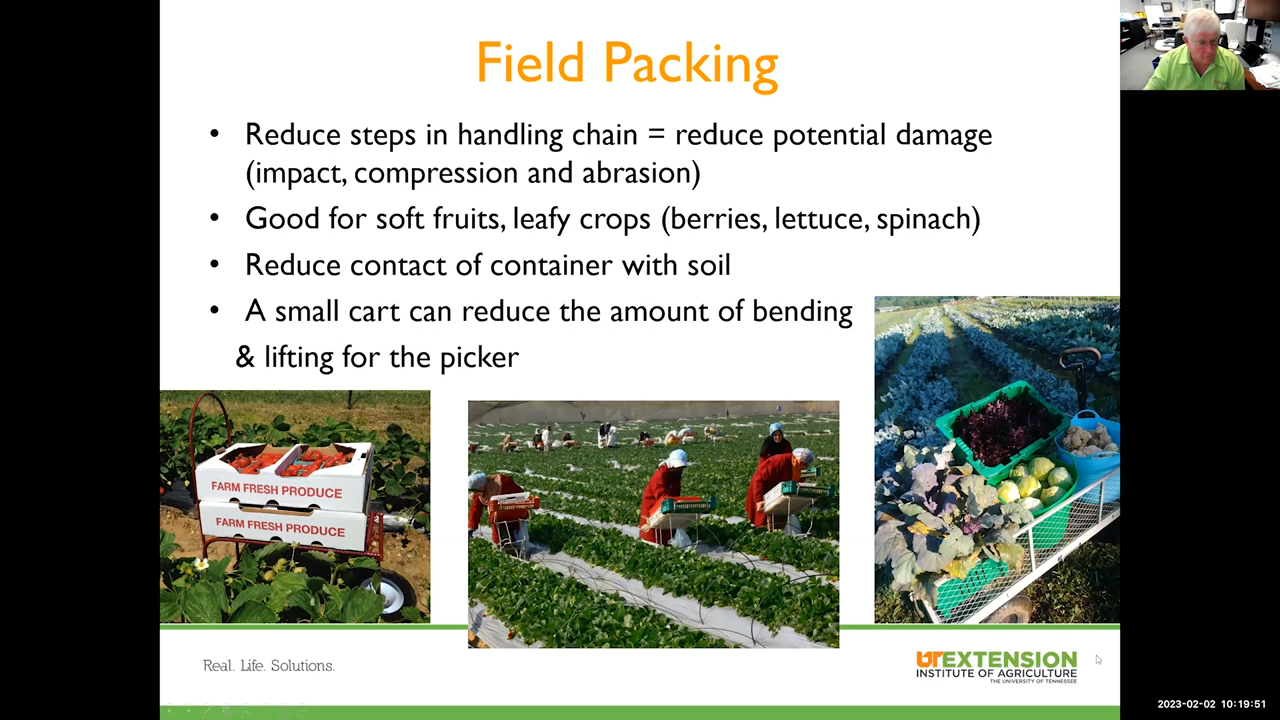 Field Packing
• Reduce steps in handling chain = reduce potential damage
(impact, compression and abrasion)
• Good for soft fruits, leafy crops (berries, lettuce, spinach)
• Reduce contact of container with soil
• A small cart can reduce the amount of bending
& lifting for the picker
FARM FRESH PRODUCE
FARM FRESH PRODUCE
Real. Life. Solutions.
UT EXTENSION
INSTITUTE OF AGRICULTURE
THE UNIVERSITY OF TENNESSEE
2023-02-02 10:19:51